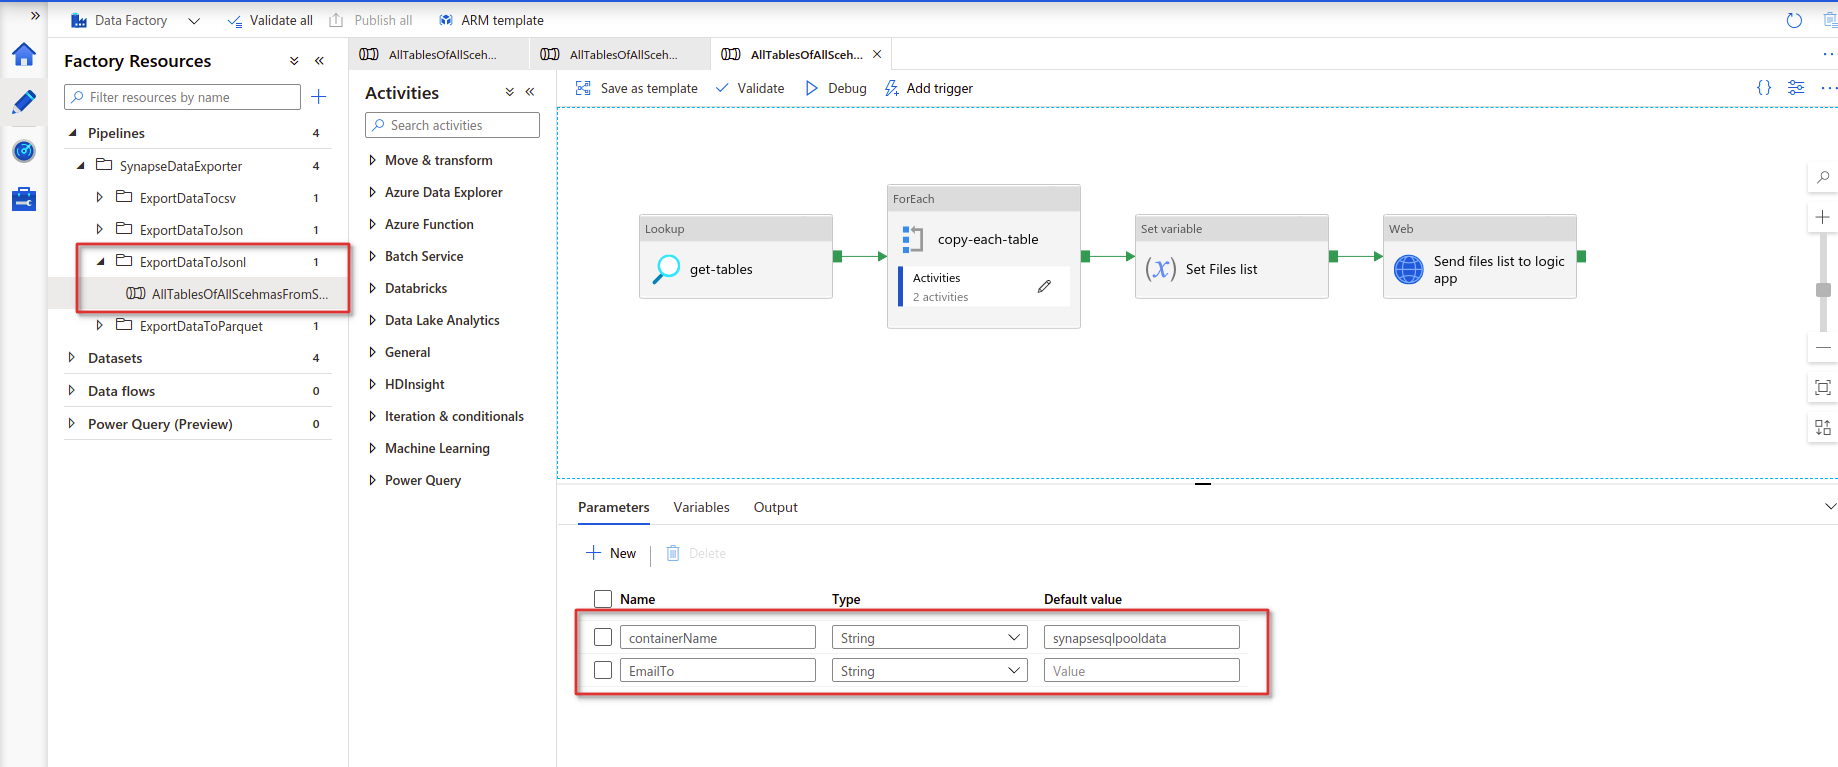 Data Factory
Validate all
Publish all
ARM template
Factory Resources
Filter resources by name
Pipelines 4
SynapseDataExporter 4
ExportDataTocsv 1
ExportDataToJson 1
ExportDataToJsonl 1
AllTablesOfAllScehmasFromS...
ExportDataToParquet 1
Datasets 4
Data flows 0
Power Query (Preview) 0
AllTablesOfAllSceh...
AllTablesOfAllSceh...
AllTablesOfAllSceh...
Activities
Search activities
Move & transform
Azure Data Explorer
Azure Function
Batch Service
Databricks
Data Lake Analytics
General
HDInsight
Iteration & conditionals
Machine Learning
Power Query
Save as template
Validate
Debug
Add trigger
Lookup
get-tables
ForEach
copy-each-table
Activities
2 activities
Set variable
(x) Set Files list
Web
Send files list to logic
app
Parameters
Variables
Output
New
Delete
Name Type Default value
containerName String synapsesqlpooldata
EmailTo String Value